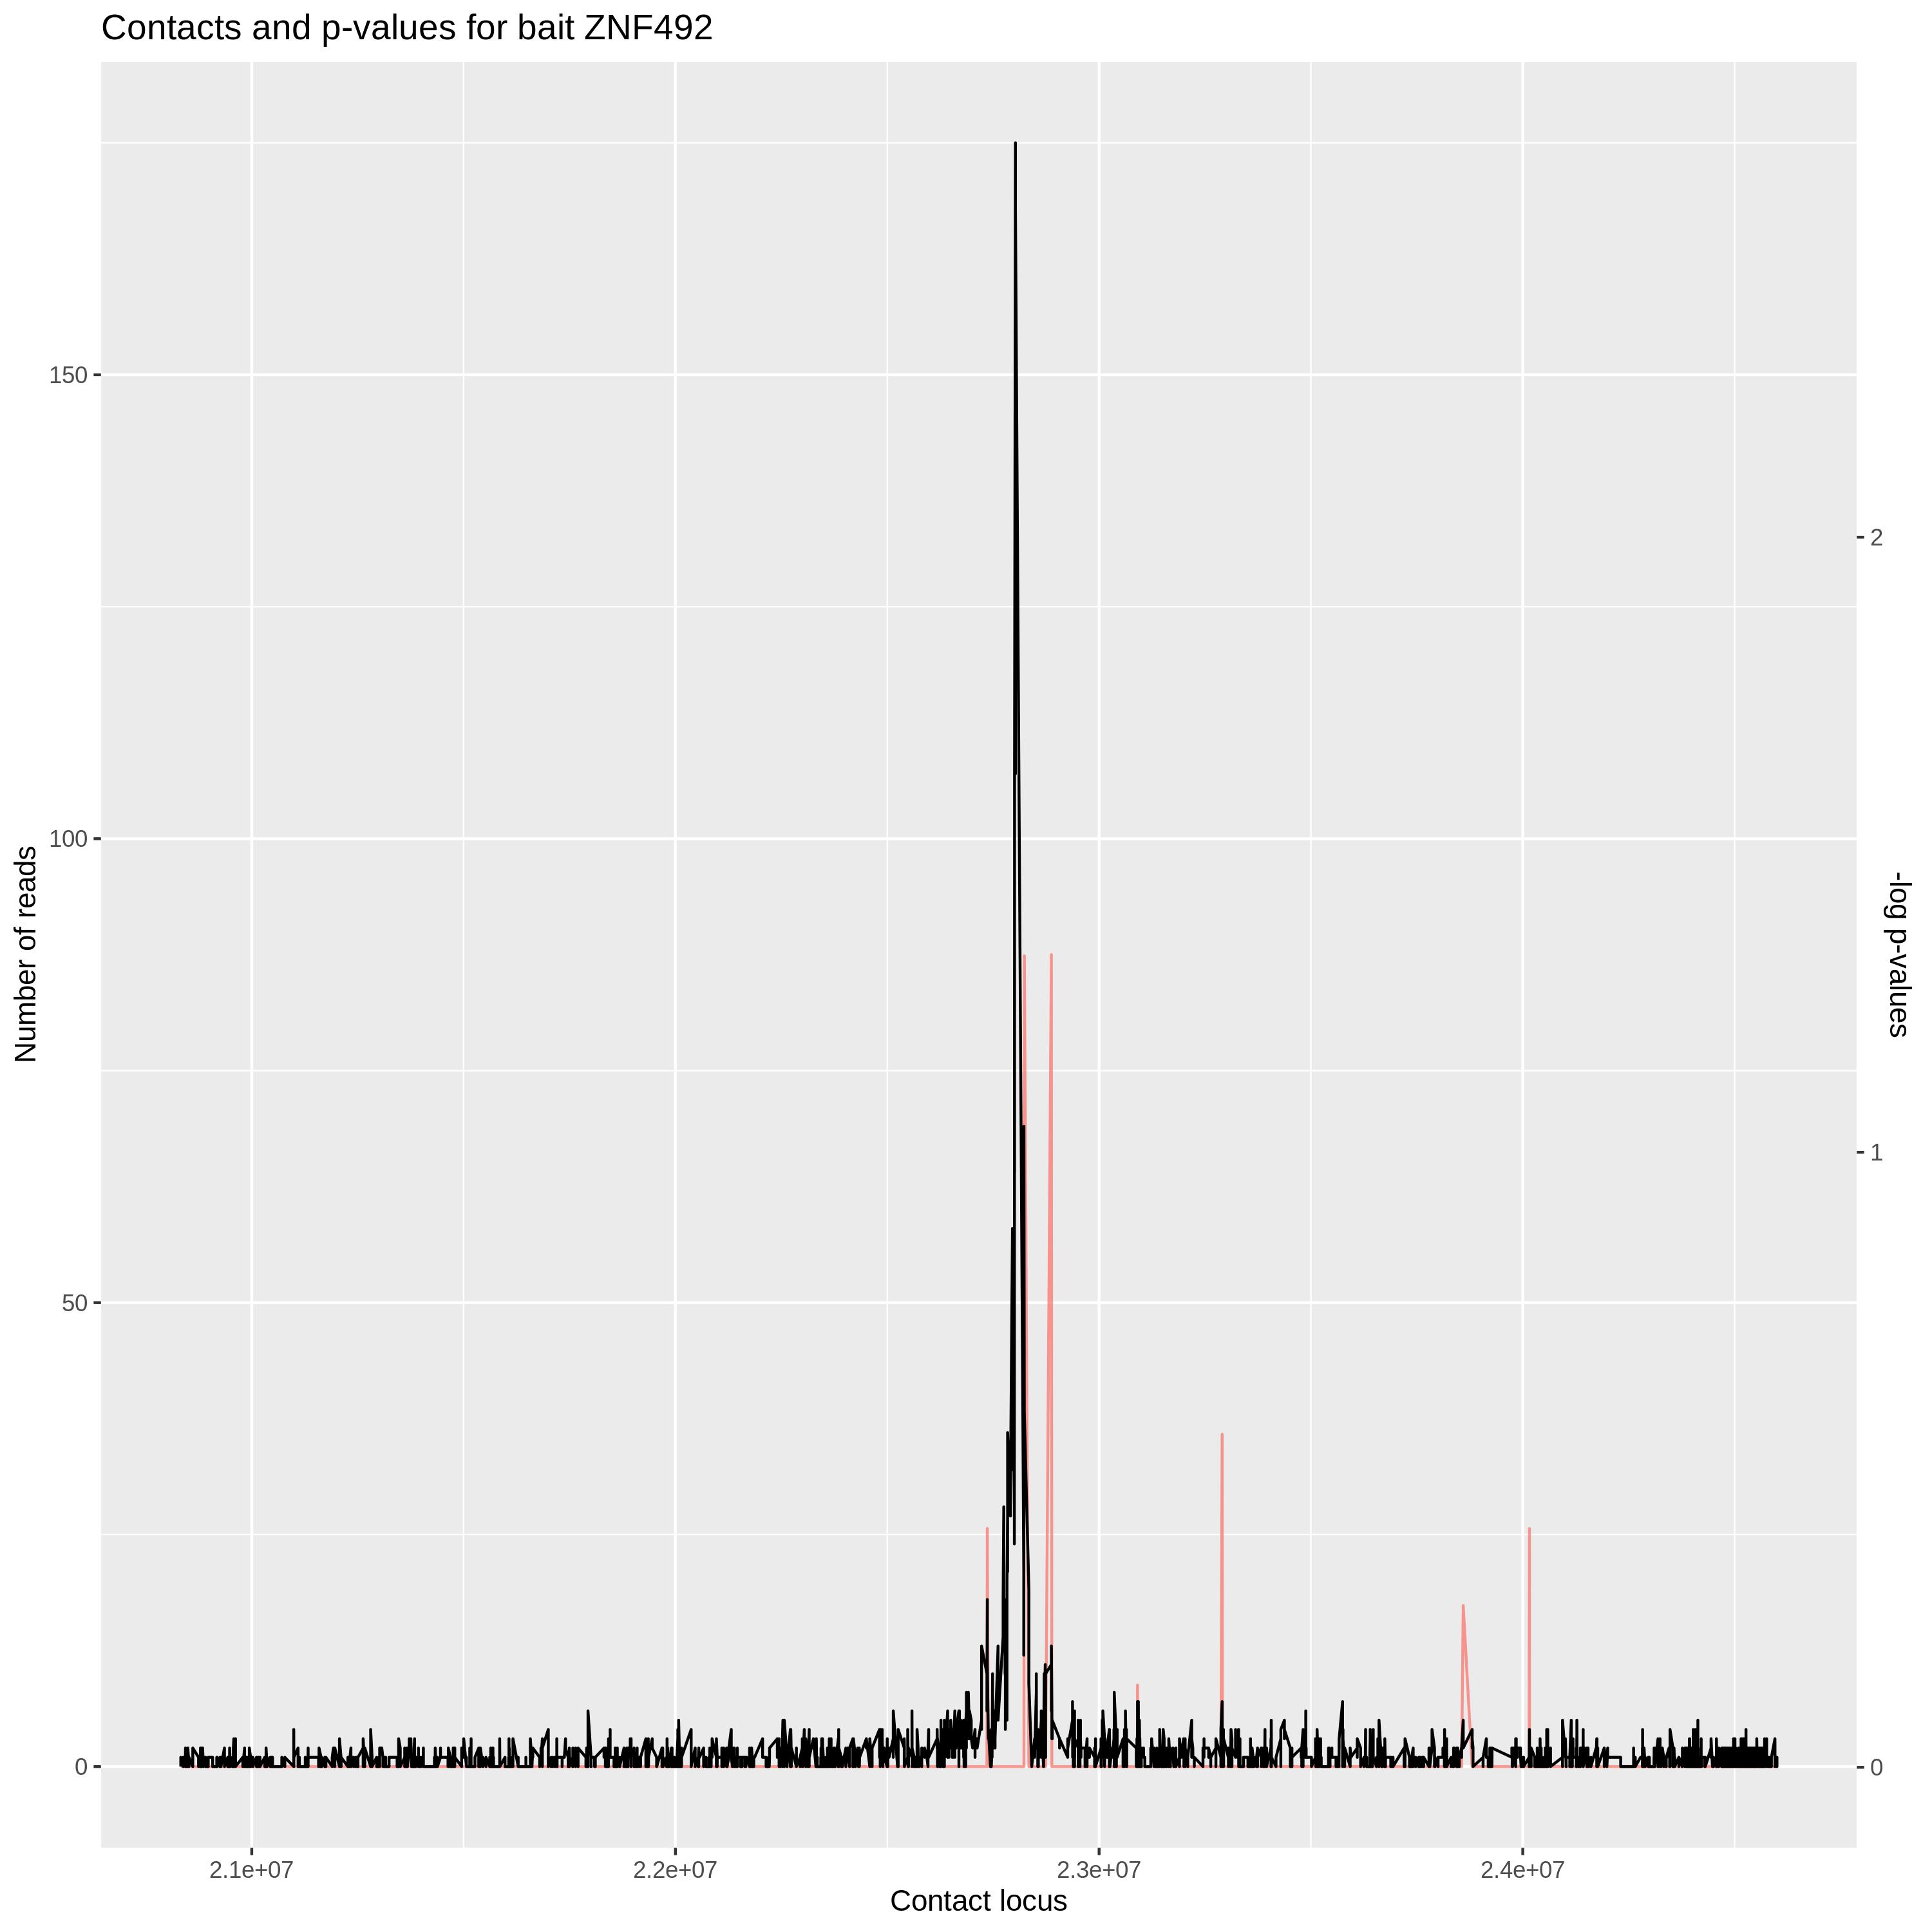 Contacts and p-values for bait ZNF492
150
100
50
0
Number of reads
2
1
0
-log p-values
2.1e+07
2.2e+07
2.3e+07
2.4e+07
Contact locus